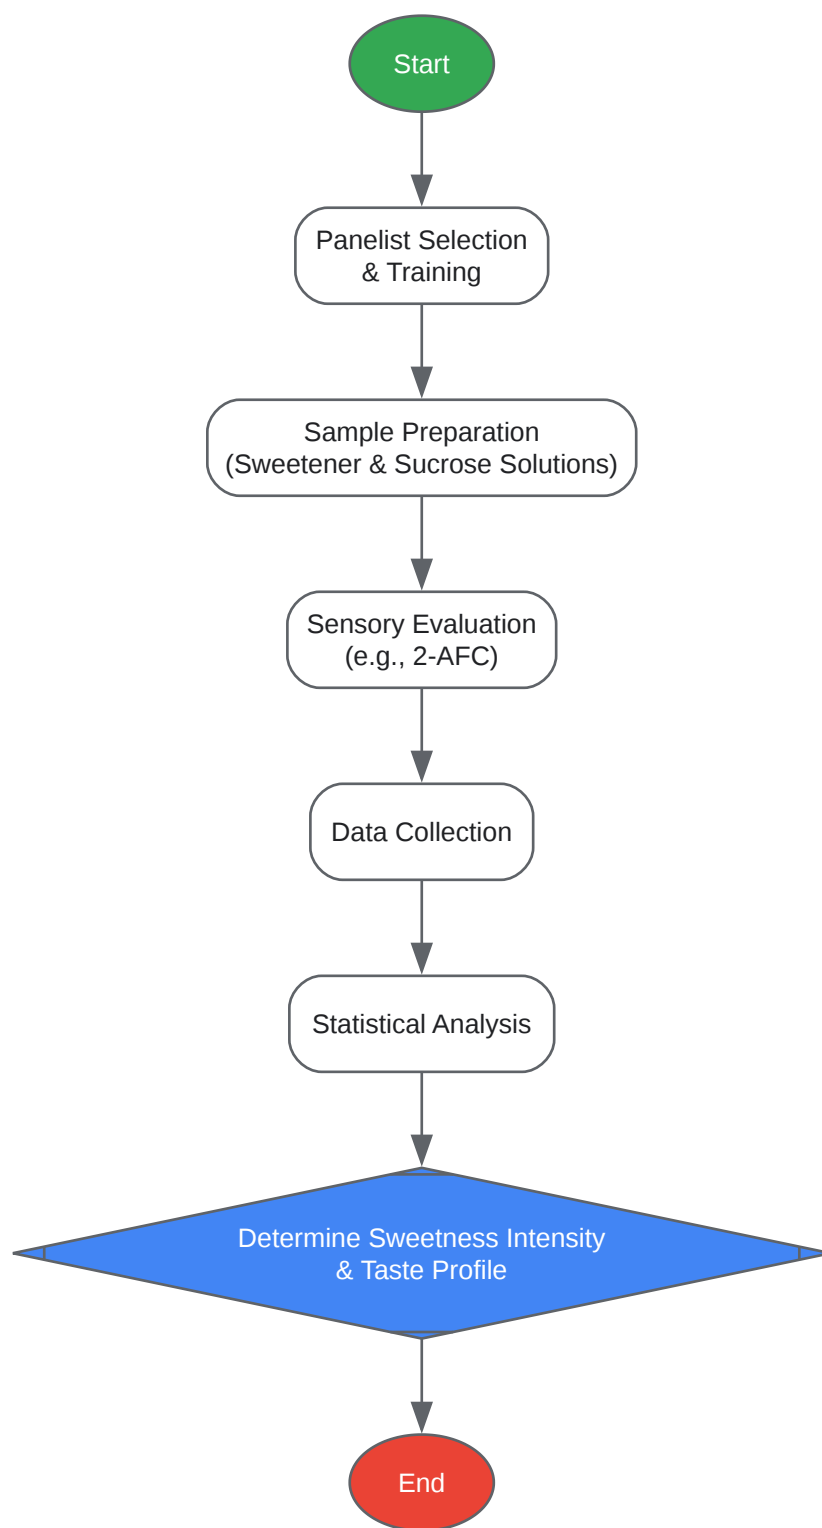 Start
Panelist Selection
& Training
Sample Preparation
(Sweetener & Sucrose Solutions)
Sensory Evaluation
(e.g., 2-AFC)
Data Collection
Statistical Analysis
Determine Sweetness Intensity
& Taste Profile
End